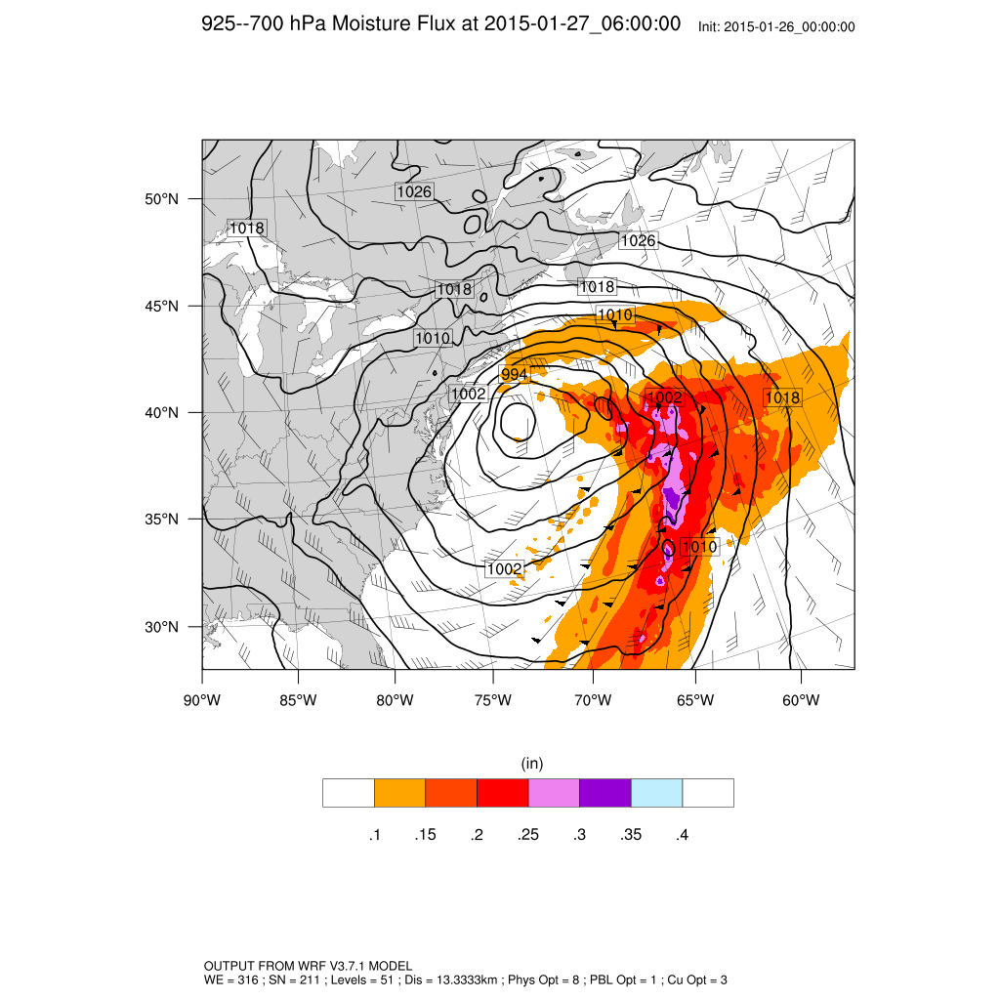 925--700 hPa Moisture Flux at 2015-01-27_06:00:00 Init: 2015-01-26_00:00:00
50°N
45°N
40°N
35°N
30°N
1026
1018
1026
1018
1018
1010
1010
994
1002
1002
1018
1010
1002
90°W 85°W 80°W 75°W 70°W 65°W 60°W
(in)
.1 .15 .2 .25 .3 .35 .4
OUTPUT FROM WRF V3.7.1 MODEL
WE = 316 ; SN = 211 ; Levels = 51 ; Dis = 13.3333km ; Phys Opt = 8 ; PBL Opt = 1 ; Cu Opt = 3